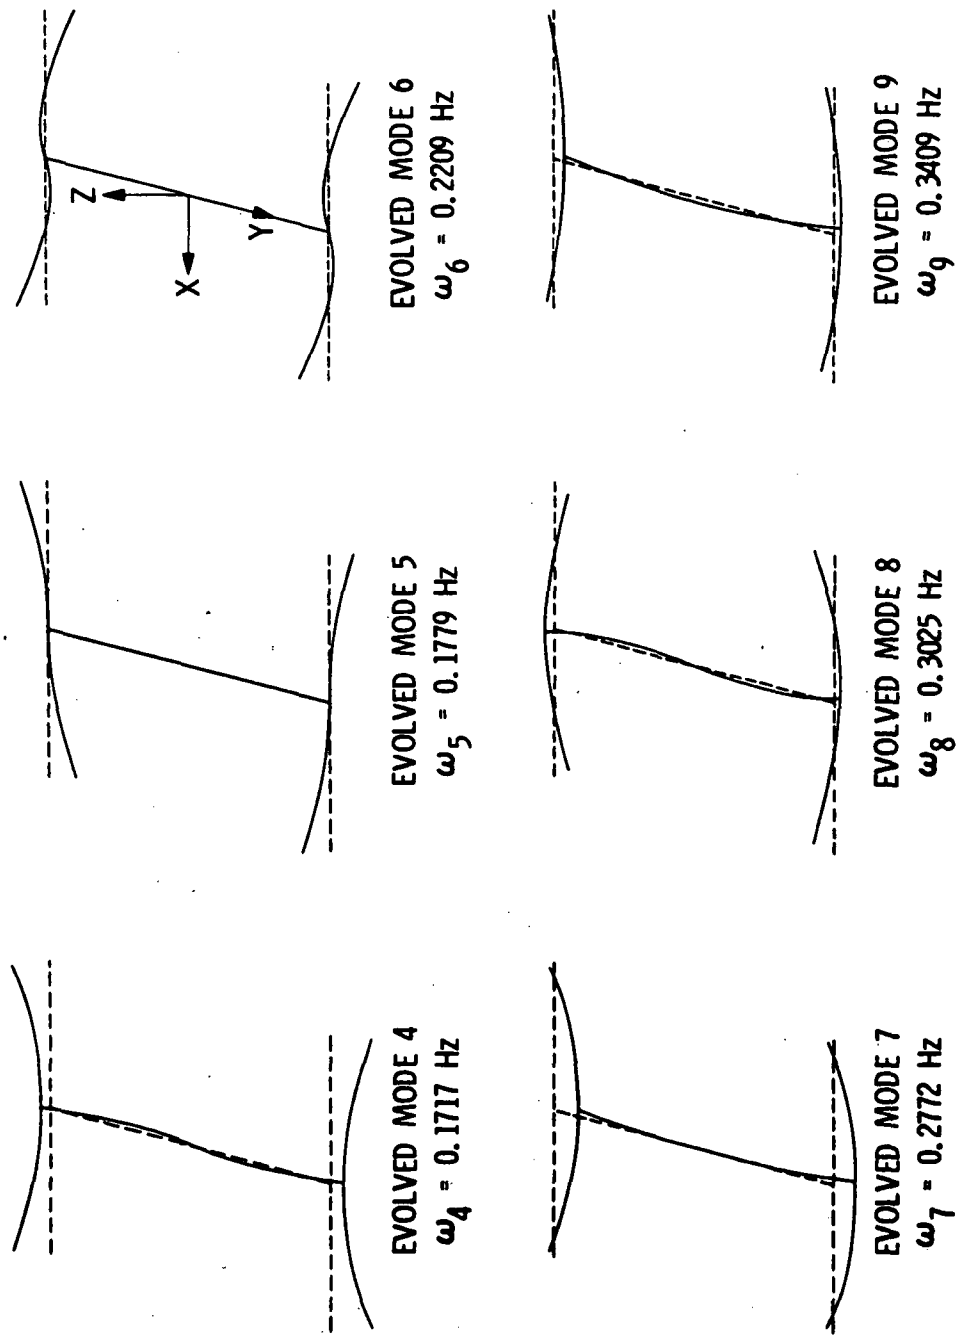 EVOLVED MODE 4
ω4 = 0.1717 Hz
EVOLVED MODE 5
ω5 = 0.1779 Hz
Z
X
Y
EVOLVED MODE 6
ω6 = 0.2209 Hz
EVOLVED MODE 7
ω7 = 0.2772 Hz
EVOLVED MODE 8
ω8 = 0.3025 Hz
EVOLVED MODE 9
ω9 = 0.3409 Hz